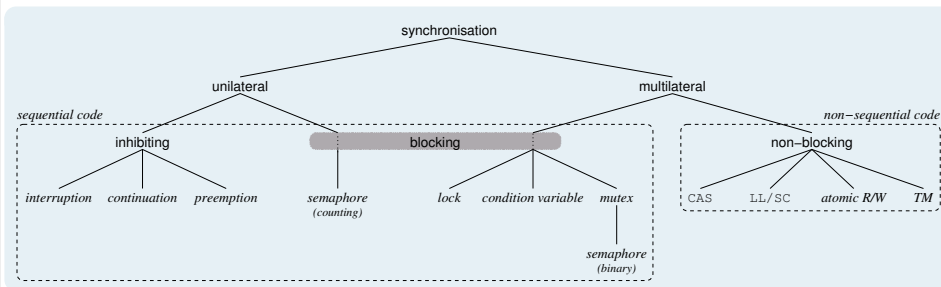 synchronisation
unilateral
multilateral
sequential code
non−sequential code
inhibiting
blocking
non−blocking
interruption
continuation
preemption
semaphore
(counting)
lock
condition variable
mutex
CAS
LL/SC
atomic R/W
TM
semaphore
(binary)